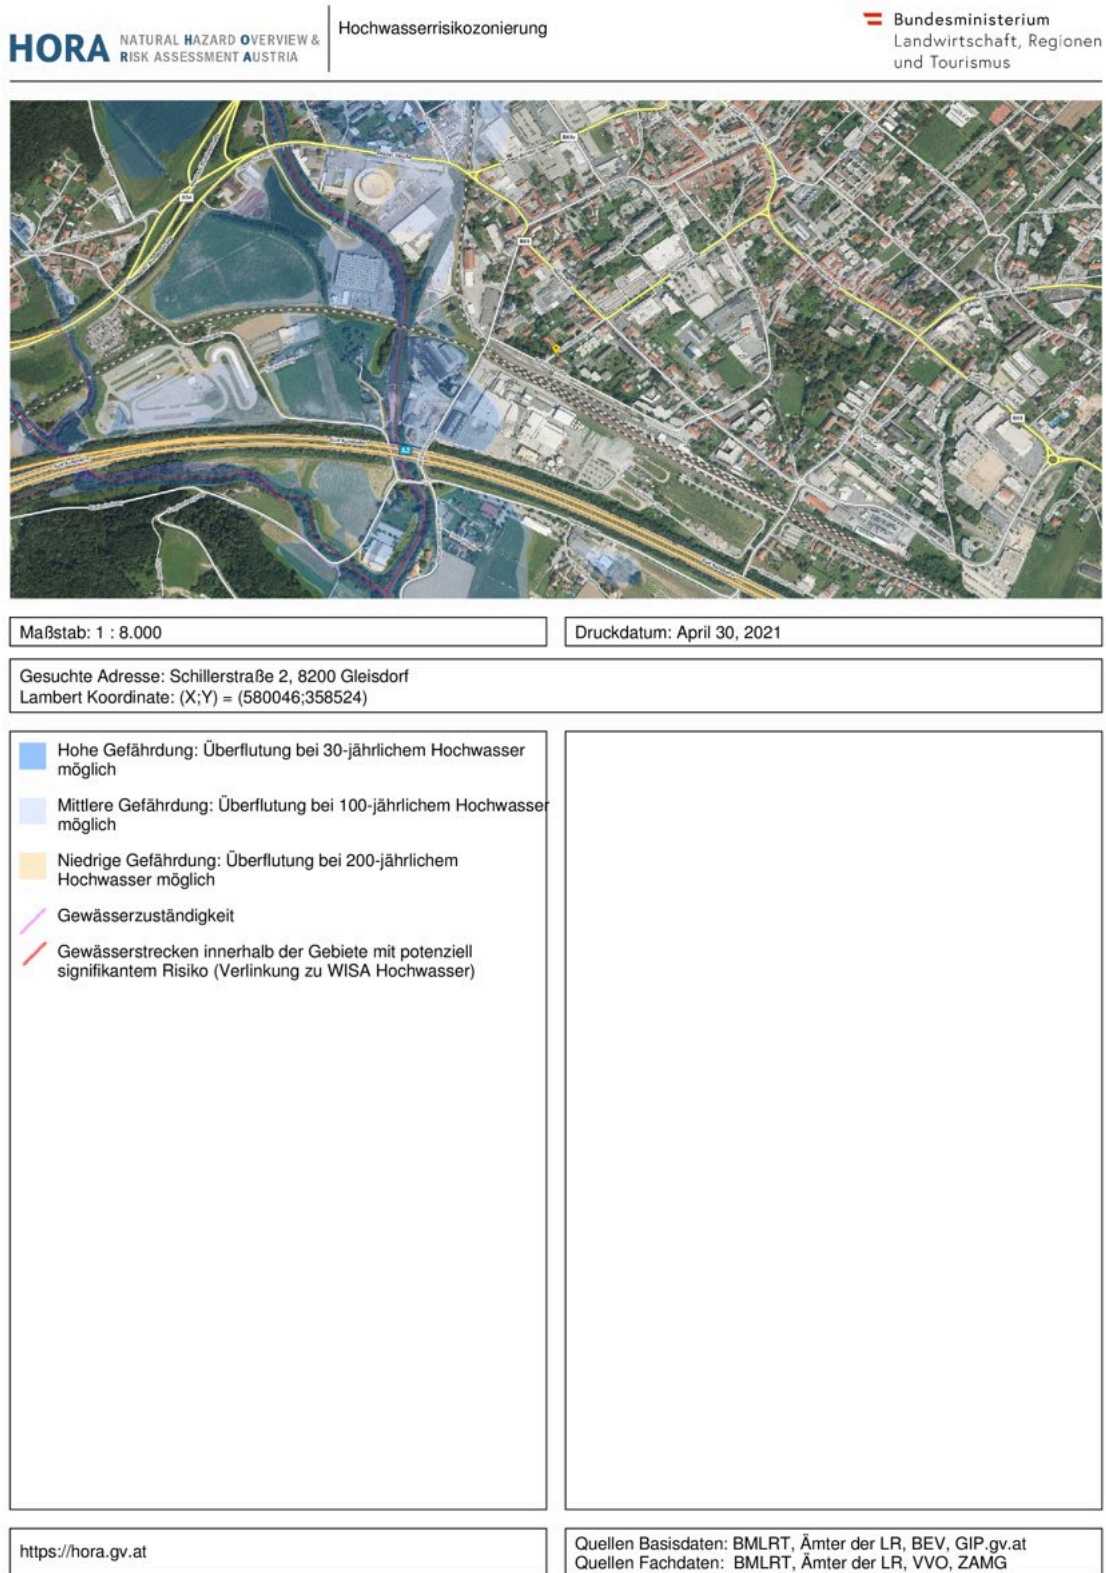 HORA NATURAL HAZARD OVERVIEW &
RISK ASSESSMENT AUSTRIA
Hochwasserrisikozonierung
Bundesministerium
Landwirtschaft, Regionen
und Tourismus
A2
Maßstab: 1 : 8.000
Druckdatum: April 30, 2021
Gesuchte Adresse: Schillerstraße 2, 8200 Gleisdorf
Lambert Koordinate: (X;Y) = (580046;358524)
Hohe Gefährdung: Überflutung bei 30-jährlichem Hochwasser
möglich
Mittlere Gefährdung: Überflutung bei 100-jährlichem Hochwasser
möglich
Niedrige Gefährdung: Überflutung bei 200-jährlichem
Hochwasser möglich
Gewässerzuständigkeit
Gewässerstrecken innerhalb der Gebiete mit potenziell
signifikantem Risiko (Verlinkung zu WISA Hochwasser)
https://hora.gv.at
Quellen Basisdaten: BMLRT, Ämter der LR, BEV, GIP.gv.at
Quellen Fachdaten: BMLRT, Ämter der LR, VVO, ZAMG